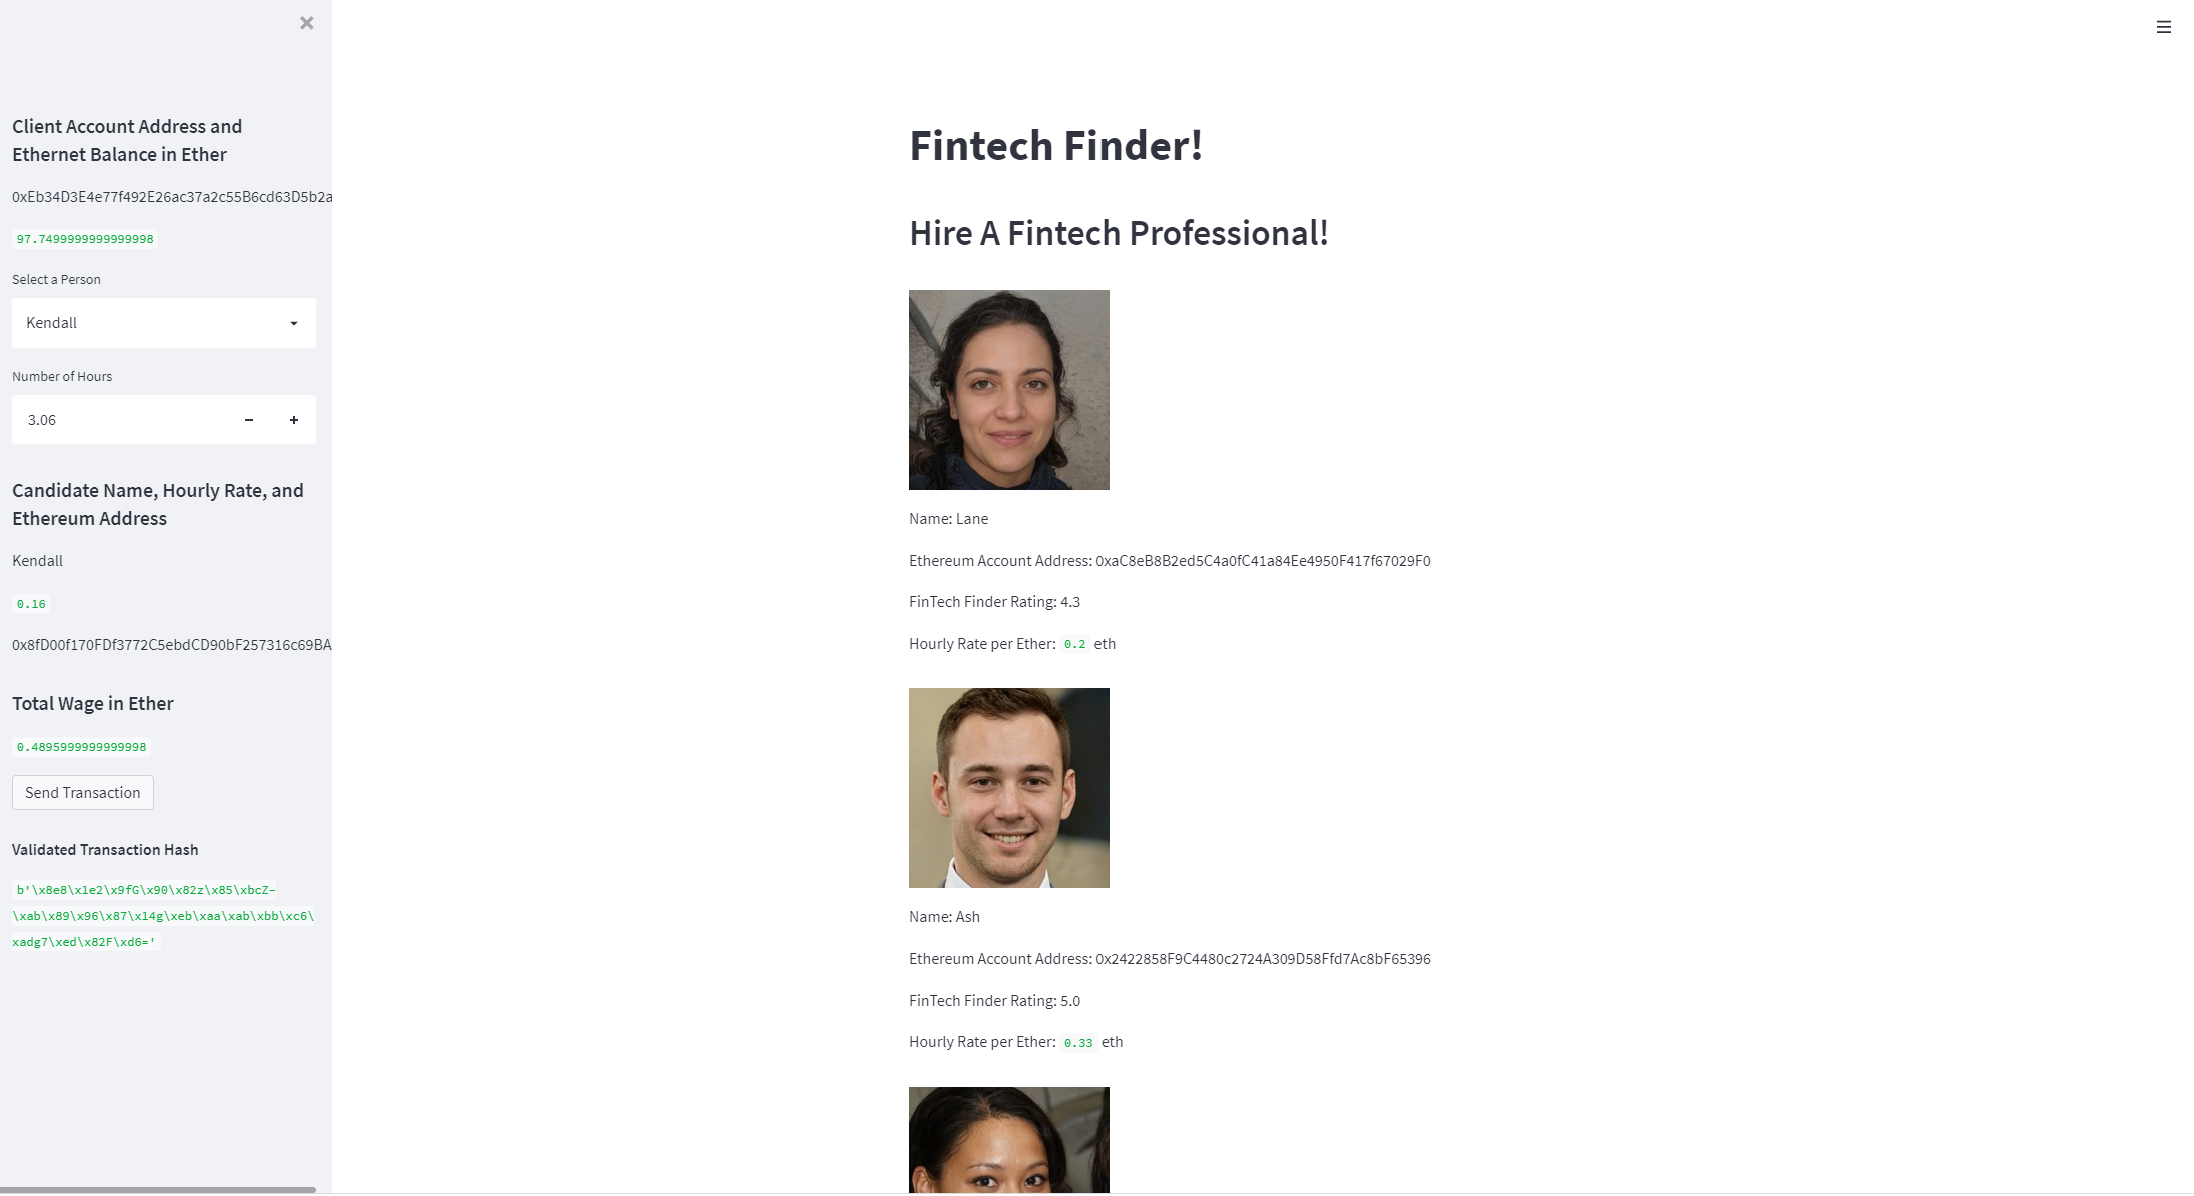 Client Account Address and
Ethernet Balance in Ether
0xEb34D3E4e77f492E26ac37a2c55B6cd63D5b2a
97.7499999999999998
Select a Person
Kendall
Number of Hours
3.06
Candidate Name, Hourly Rate, and
Ethereum Address
Kendall
0.16
0x8fD00f170FDf3772C5ebdCD90bF257316c69BA
Total Wage in Ether
0.4895999999999998
Send Transaction
Validated Transaction Hash
b'\x8e8\x1e2\x9fG\x90\x82z\x85\xbcZ-
\xab\x89\x96\x87\x14g\xeb\xaa\xab\xbb\xc6\
xadg7\xed\x82F\xd6='
Fintech Finder!
Hire A Fintech Professional!
Name: Lane
Ethereum Account Address: 0xaC8eB8B2ed5C4a0fC41a84Ee4950F417f67029F0
FinTech Finder Rating: 4.3
Hourly Rate per Ether: 0.2 eth
Name: Ash
Ethereum Account Address: 0x2422858F9C4480c2724A309D58Ffd7Ac8bF65396
FinTech Finder Rating: 5.0
Hourly Rate per Ether: 0.33 eth